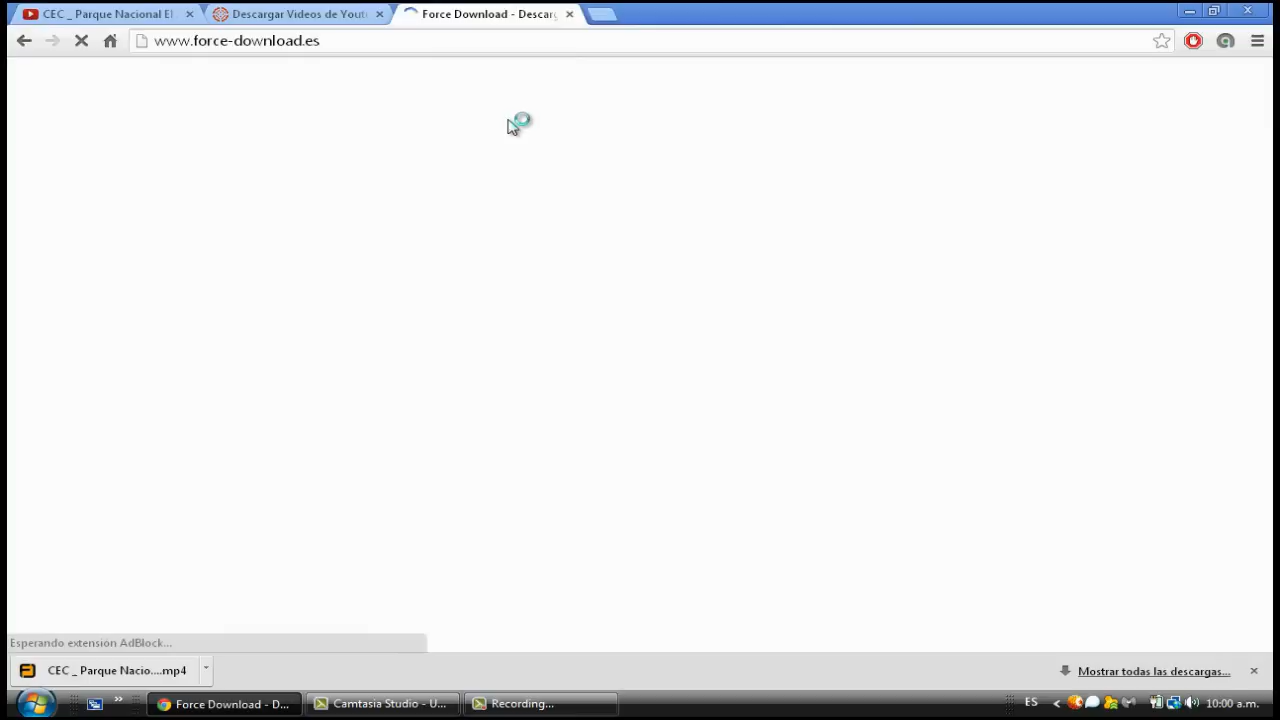 CEC _ Parque Nacional El
Descargar Videos de Yout
Force Download - Descarg
www.force-download.es
Esperando extensión AdBlock...
CEC _ Parque Nacio....mp4
Mostrar todas las descargas...
Force Download - D...
Camtasia Studio - U...
Recording...
ES
10:00 a.m.